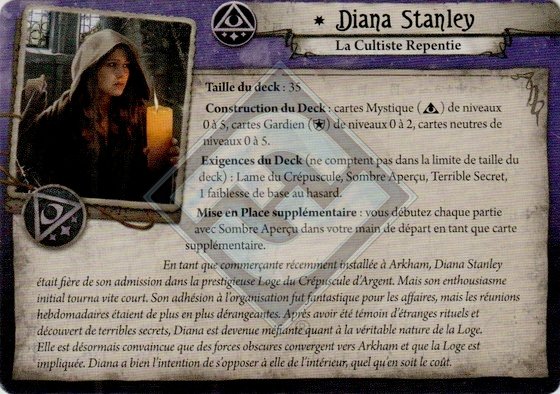 Diana Stanley
La Cultiste Repentie
Taille du deck : 35
Construction du Deck : cartes Mystique ( ) de niveaux
0 à 5, cartes Gardien ( ) de niveaux 0 à 2, cartes neutres de
niveaux 0 à 5.
Exigences du Deck (ne comptent pas dans la limite de taille du
deck) : Lame du Crépuscule, Sombre Aperçu, Terrible Secret,
1 faiblesse de base au hasard.
Mise en Place supplémentaire : vous débutez chaque partie
avec Sombre Aperçu dans votre main de départ en tant que carte
supplémentaire.
En tant que commerçante récemment installée à Arkham, Diana Stanley
était fière de son admission dans la prestigieuse Loge du Crépuscule d'Argent. Mais son enthousiasme
initial tourna vite court. Son adhésion à l'organisation fut fantastique pour les affaires, mais les réunions
hebdomadaires étaient de plus en plus dérangeantes. Après avoir été témoin d'étranges rituels et
découvert de terribles secrets, Diana est devenue méfiante quant à la véritable nature de la Loge.
Elle est désormais convaincue que des forces obscures convergent vers Arkham et que la Loge est
impliquée. Diana a bien l'intention de s'opposer à elle de l'intérieur, quel qu'en soit le coût.